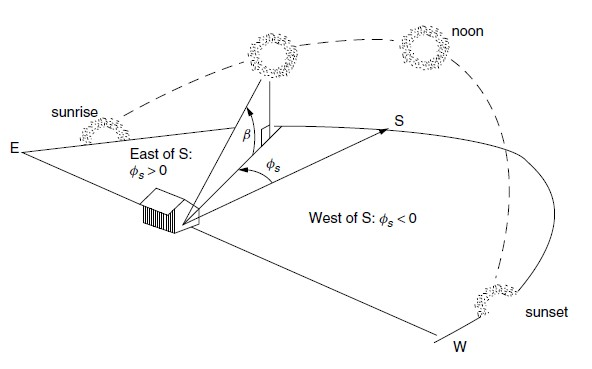 noon
sunrise
S
E
East of S:
ϕs > 0
β
ϕs
West of S: ϕs < 0
sunset
W